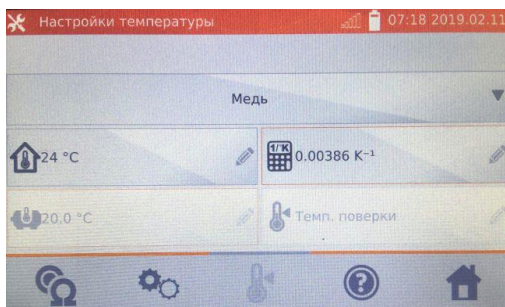 Настройки температуры 07:18 2019.02.11
Медь
24 °C 1/°K 0.00386 K⁻¹
20.0 °C Темп. поверки
?